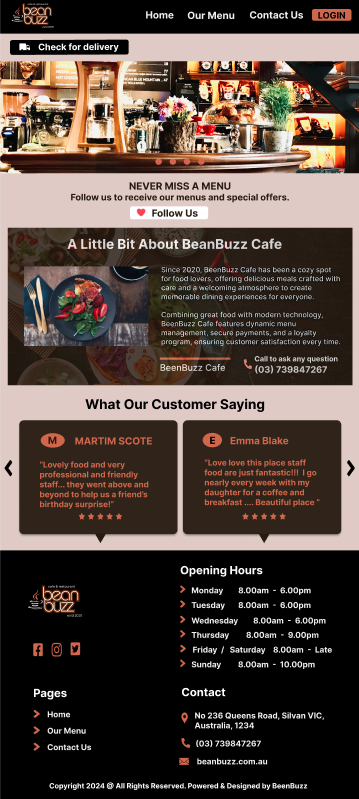 bean
buzz
Home Our Menu Contact Us LOGIN
Check for delivery
NEVER MISS A MENU
Follow us to receive our menus and special offers.
Follow Us
A Little Bit About BeanBuzz Cafe
Since 2020, BeenBuzz Cafe has been a cozy spot
for food lovers, offering delicious meals crafted with
care and a welcoming atmosphere to create
memorable dining experiences for everyone.
Combining great food with modern technology,
BeenBuzz Cafe features dynamic menu
management, secure payments, and a loyalty
program, ensuring customer satisfaction every time.
BeenBuzz Cafe
Call to ask any question
(03) 739847267
What Our Customer Saying
M MARTIM SCOTE
"Lovely food and very
professional and friendly
staff... they went above and
beyond to help us a friend's
birthday surprise!"
E Emma Blake
"Love love this place staff
food are just fantastic!!! I go
nearly every week with my
daughter for a coffee and
breakfast .... Beautiful place "
cafe & restaurant
bean
buzz
Opening Hours
Monday 8.00am - 6.00pm
Tuesday 8.00am - 6.00pm
Wednesday 8.00am - 6.00pm
Thursday 8.00am - 9.00pm
Friday / Saturday 8.00am - Late
Sunday 8.00am - 10.00pm
Pages
Home
Our Menu
Contact Us
Contact
No 236 Queens Road, Silvan VIC,
Australia, 1234
(03) 739847267
beanbuzz.com.au
Copyright 2024 @ All Rights Reserved. Powered & Designed by BeenBuzz